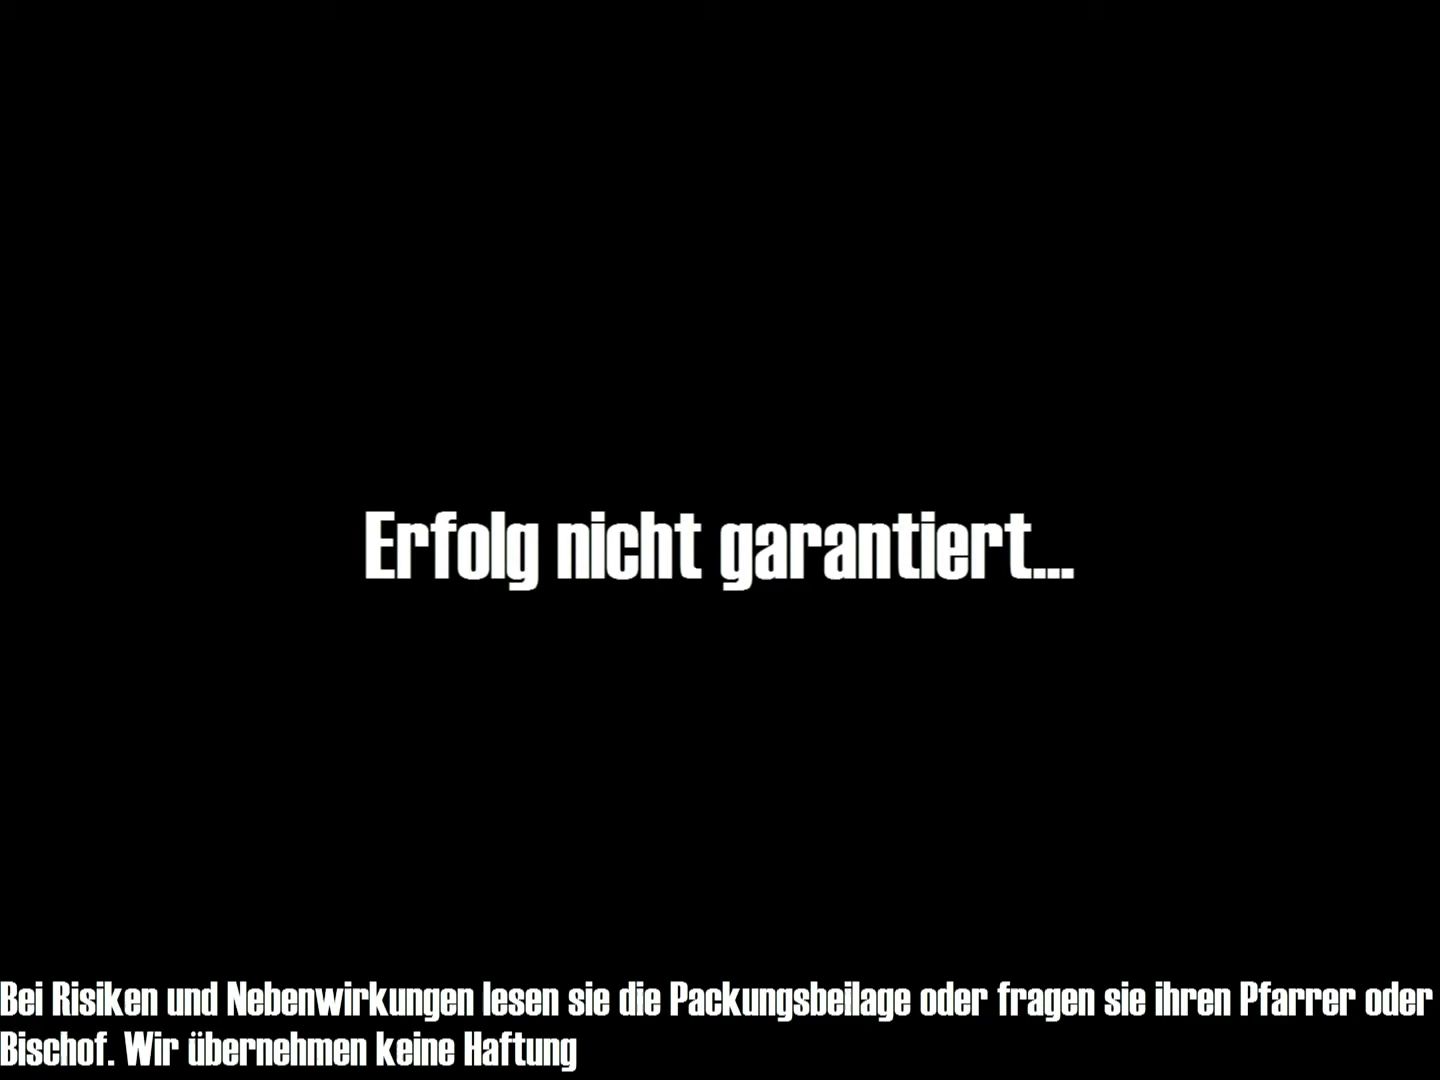 Erfolg nicht garantiert...
Bei Risiken und Nebenwirkungen lesen sie die Packungsbeilage oder fragen sie ihren Pfarrer oder
Bischof. Wir übernehmen keine Haftung